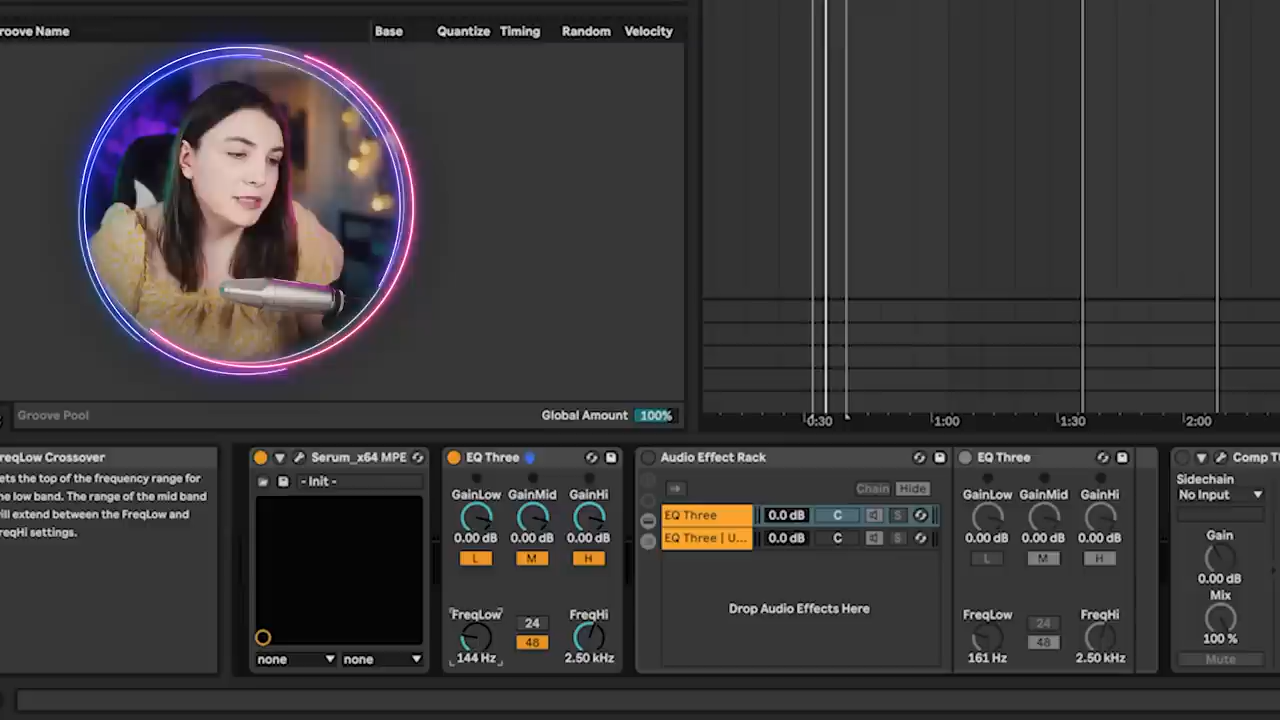 roove Name Base Quantize Timing Random Velocity
Groove Pool Global Amount 100%
0:30 1:00 1:30 2:00
reqLow Crossover
ets the top of the frequency range for
he low band. The range of the mid band
ill extend between the FreqLow and
reqHi settings.
Serum_x64 MPE
- Init -
none none
EQ Three
GainLow GainMid GainHi
0.00 dB 0.00 dB 0.00 dB
L M H
FreqLow 24 FreqHi
48
144 Hz 2.50 kHz
Audio Effect Rack
Chain Hide
EQ Three 0.0 dB C S
EQ Three | U... 0.0 dB C S
Drop Audio Effects Here
EQ Three
GainLow GainMid GainHi
0.00 dB 0.00 dB 0.00 dB
L M H
FreqLow 24 FreqHi
48
161 Hz 2.50 kHz
Comp T
Sidechain
No Input
Gain
0.00 dB
Mix
100 %
Mute